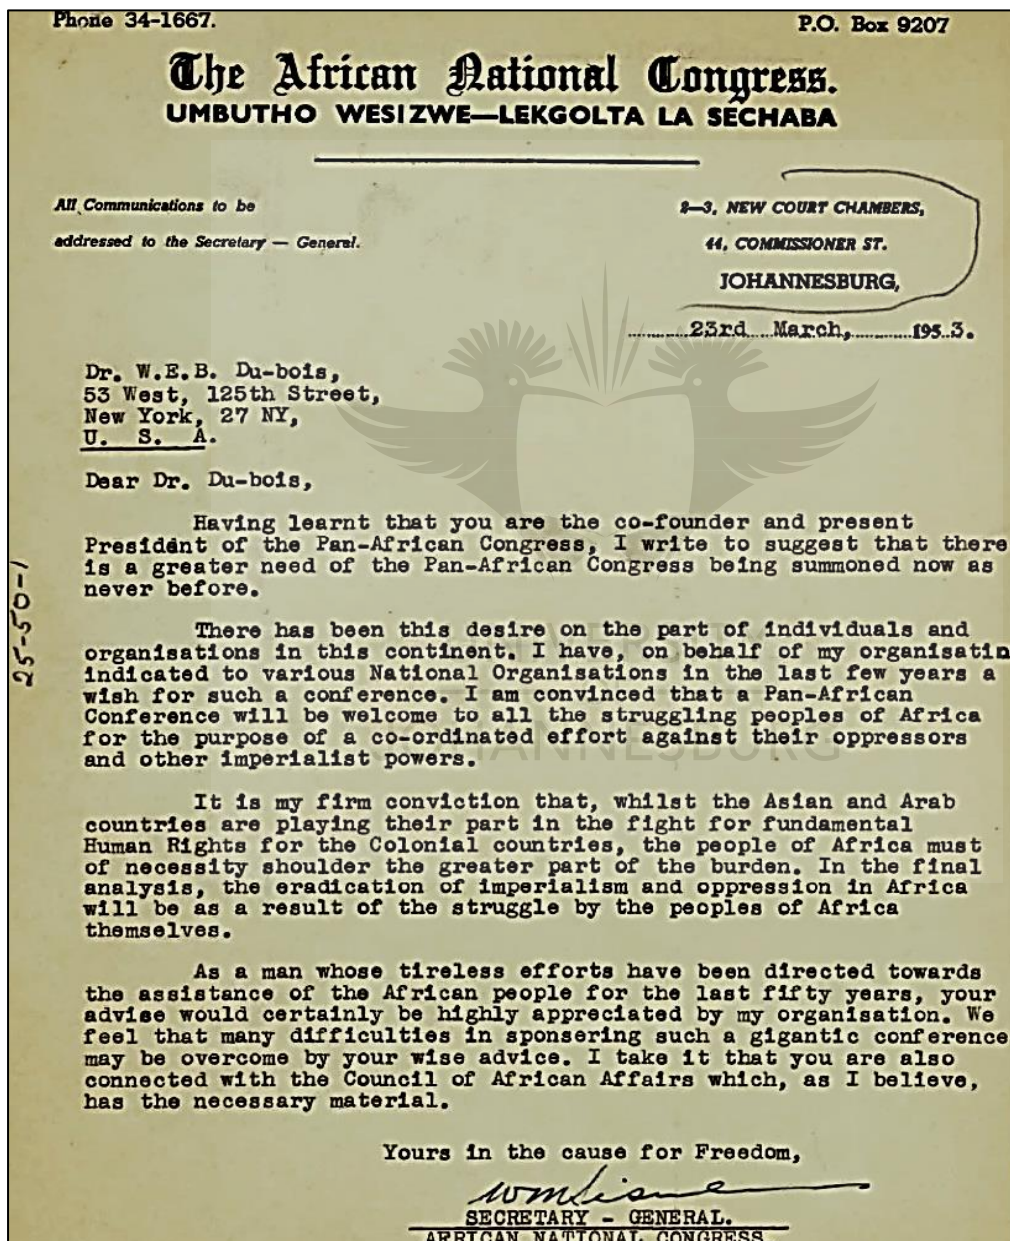 Phone 34-1667.
P.O. Box 9207
The African National Congress.
UMBUTHO WESIZWE—LEKGOLTA LA SECHABA
All Communications to be
addressed to the Secretary — General.
2—3, NEW COURT CHAMBERS,
44, COMMISSIONER ST.
JOHANNESBURG,
23rd March, 1953.
Dr. W.E.B. Du-bois,
53 West, 125th Street,
New York, 27 NY,
U. S. A.
Dear Dr. Du-bois,
Having learnt that you are the co-founder and present
President of the Pan-African Congress, I write to suggest that there
is a greater need of the Pan-African Congress being summoned now as
never before.
There has been this desire on the part of individuals and
organisations in this continent. I have, on behalf of my organisatin
indicated to various National Organisations in the last few years a
wish for such a conference. I am convinced that a Pan-African
Conference will be welcome to all the struggling peoples of Africa
for the purpose of a co-ordinated effort against their oppressors
and other imperialist powers.
It is my firm conviction that, whilst the Asian and Arab
countries are playing their part in the fight for fundamental
Human Rights for the Colonial countries, the people of Africa must
of necessity shoulder the greater part of the burden. In the final
analysis, the eradication of imperialism and oppression in Africa
will be as a result of the struggle by the peoples of Africa
themselves.
As a man whose tireless efforts have been directed towards
the assistance of the African people for the last fifty years, your
advise would certainly be highly appreciated by my organisation. We
feel that many difficulties in sponsering such a gigantic conference
may be overcome by your wise advice. I take it that you are also
connected with the Council of African Affairs which, as I believe,
has the necessary material.
Yours in the cause for Freedom,
SECRETARY - GENERAL.
AFRICAN NATIONAL CONGRESS
25-50-1
JOHANNESBURG